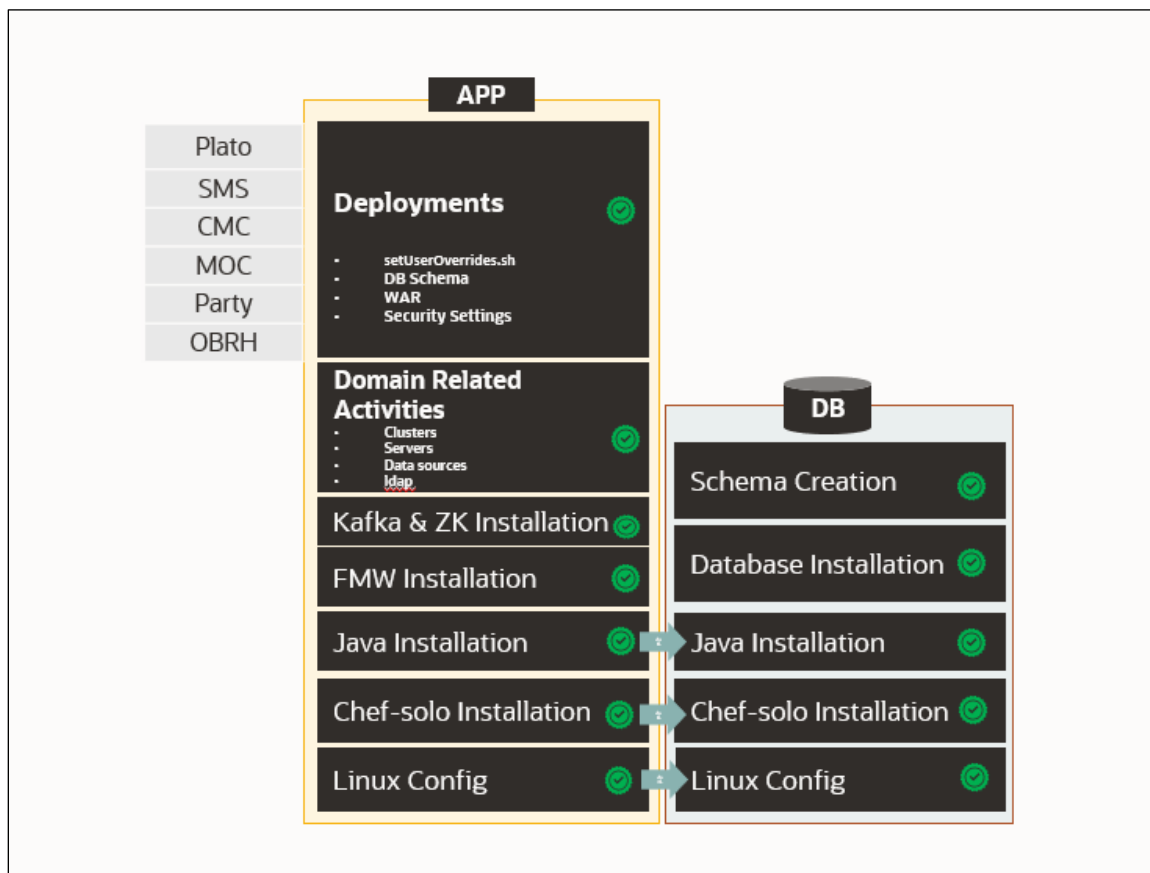 APP
Plato
SMS
CMC
MOC
Party
OBRH
Deployments
- setUserOverrides.sh
- DB Schema
- WAR
- Security Settings
Domain Related
Activities
- Clusters
- Servers
- Data sources
- ldap
Kafka & ZK Installation
FMW Installation
Java Installation
Chef-solo Installation
Linux Config
DB
Schema Creation
Database Installation
Java Installation
Chef-solo Installation
Linux Config